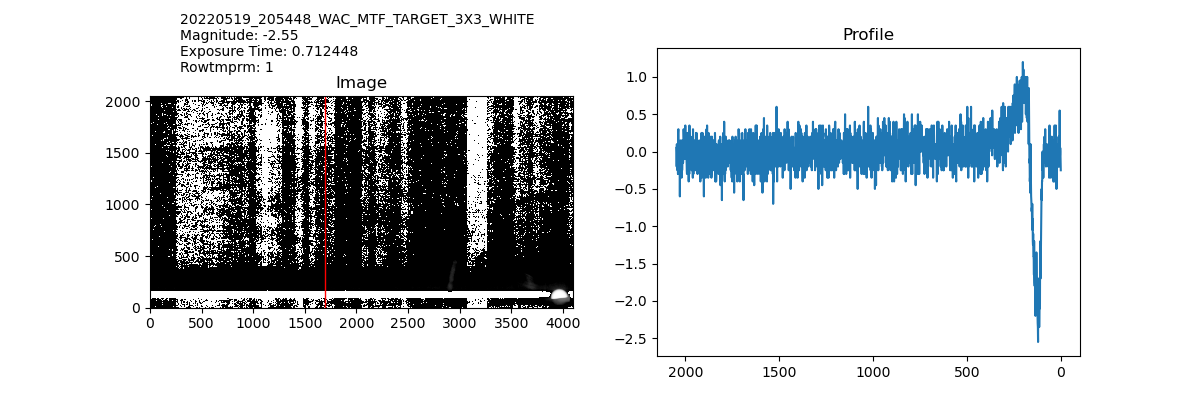 20220519_205448_WAC_MTF_TARGET_3X3_WHITE
Magnitude: -2.55
Exposure Time: 0.712448
Rowtmprm: 1
Image
2000
1500
1000
500
0
0 500 1000 1500 2000 2500 3000 3500 4000
Profile
1.0
0.5
0.0
−0.5
−1.0
−1.5
−2.0
−2.5
2000 1500 1000 500 0